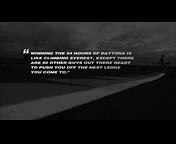 "WINNING THE 24 HOURS OF DAYTONA IS
LIKE CLIMBING EVEREST, EXCEPT THERE
ARE 50 OTHER GUYS OUT THERE READY
TO PUSH YOU OFF THE NEXT LEDGE
YOU COME TO."